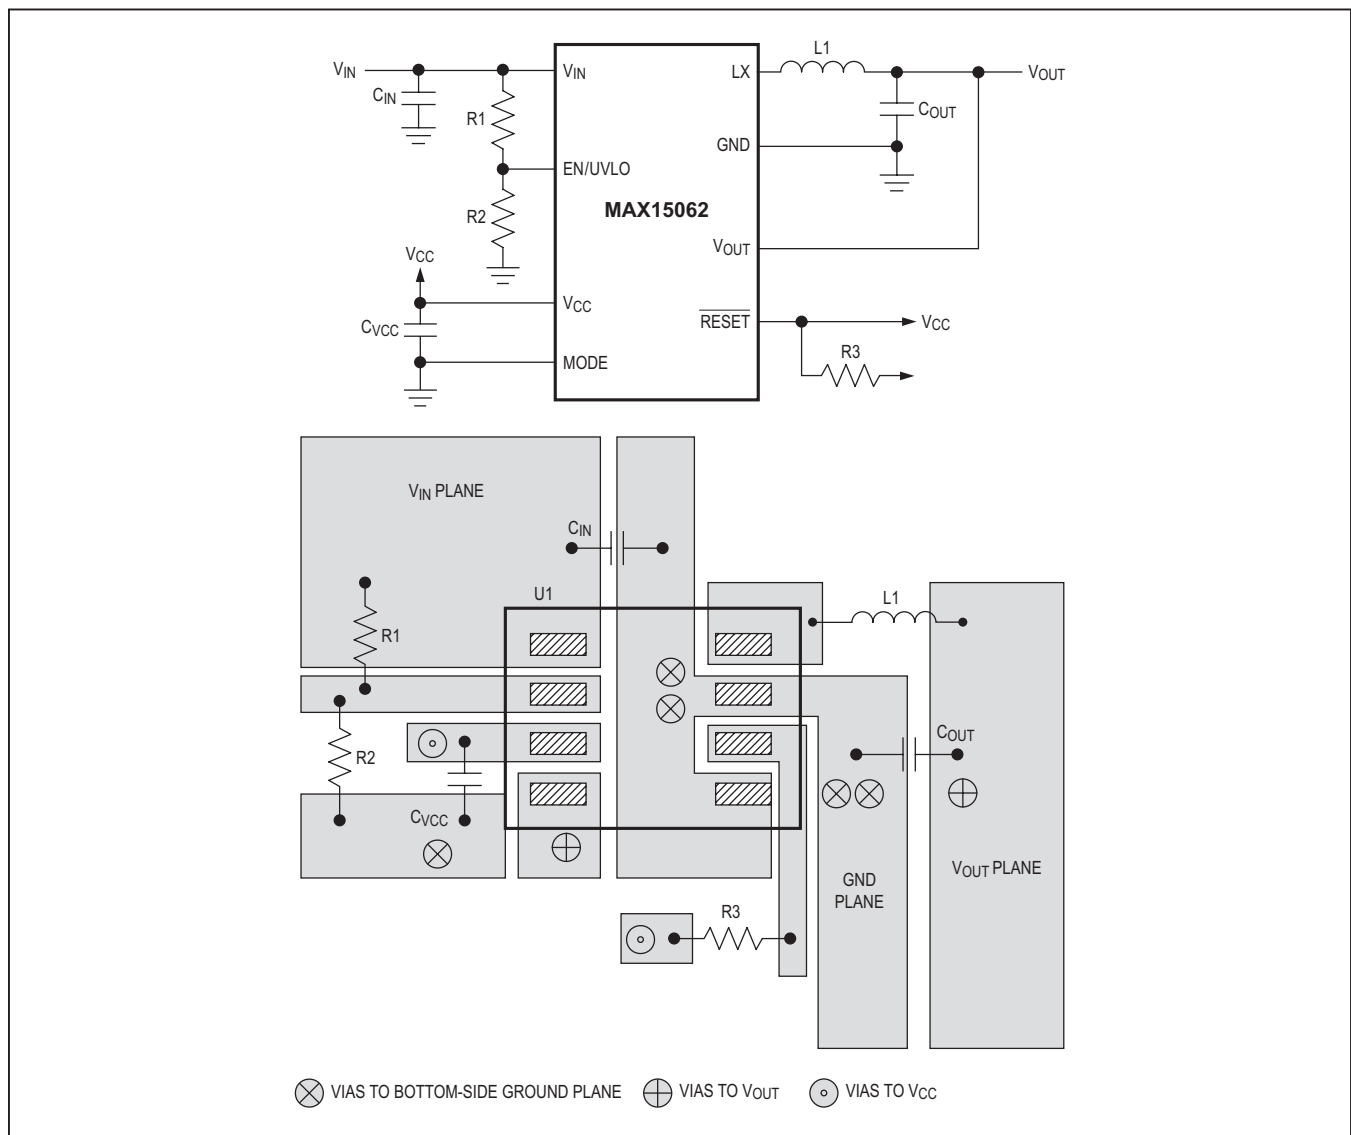 VIN
CIN
R1
R2
VCC
CVCC
VIN
EN/UVLO
VCC
MODE
MAX15062
LX
GND
VOUT
RESET
L1
COUT
VOUT
VCC
R3
VIN PLANE
CIN
U1
R1
R2
CVCC
L1
COUT
R3
GND
PLANE
VOUT PLANE
VIAS TO BOTTOM-SIDE GROUND PLANE
VIAS TO VOUT
VIAS TO VCC